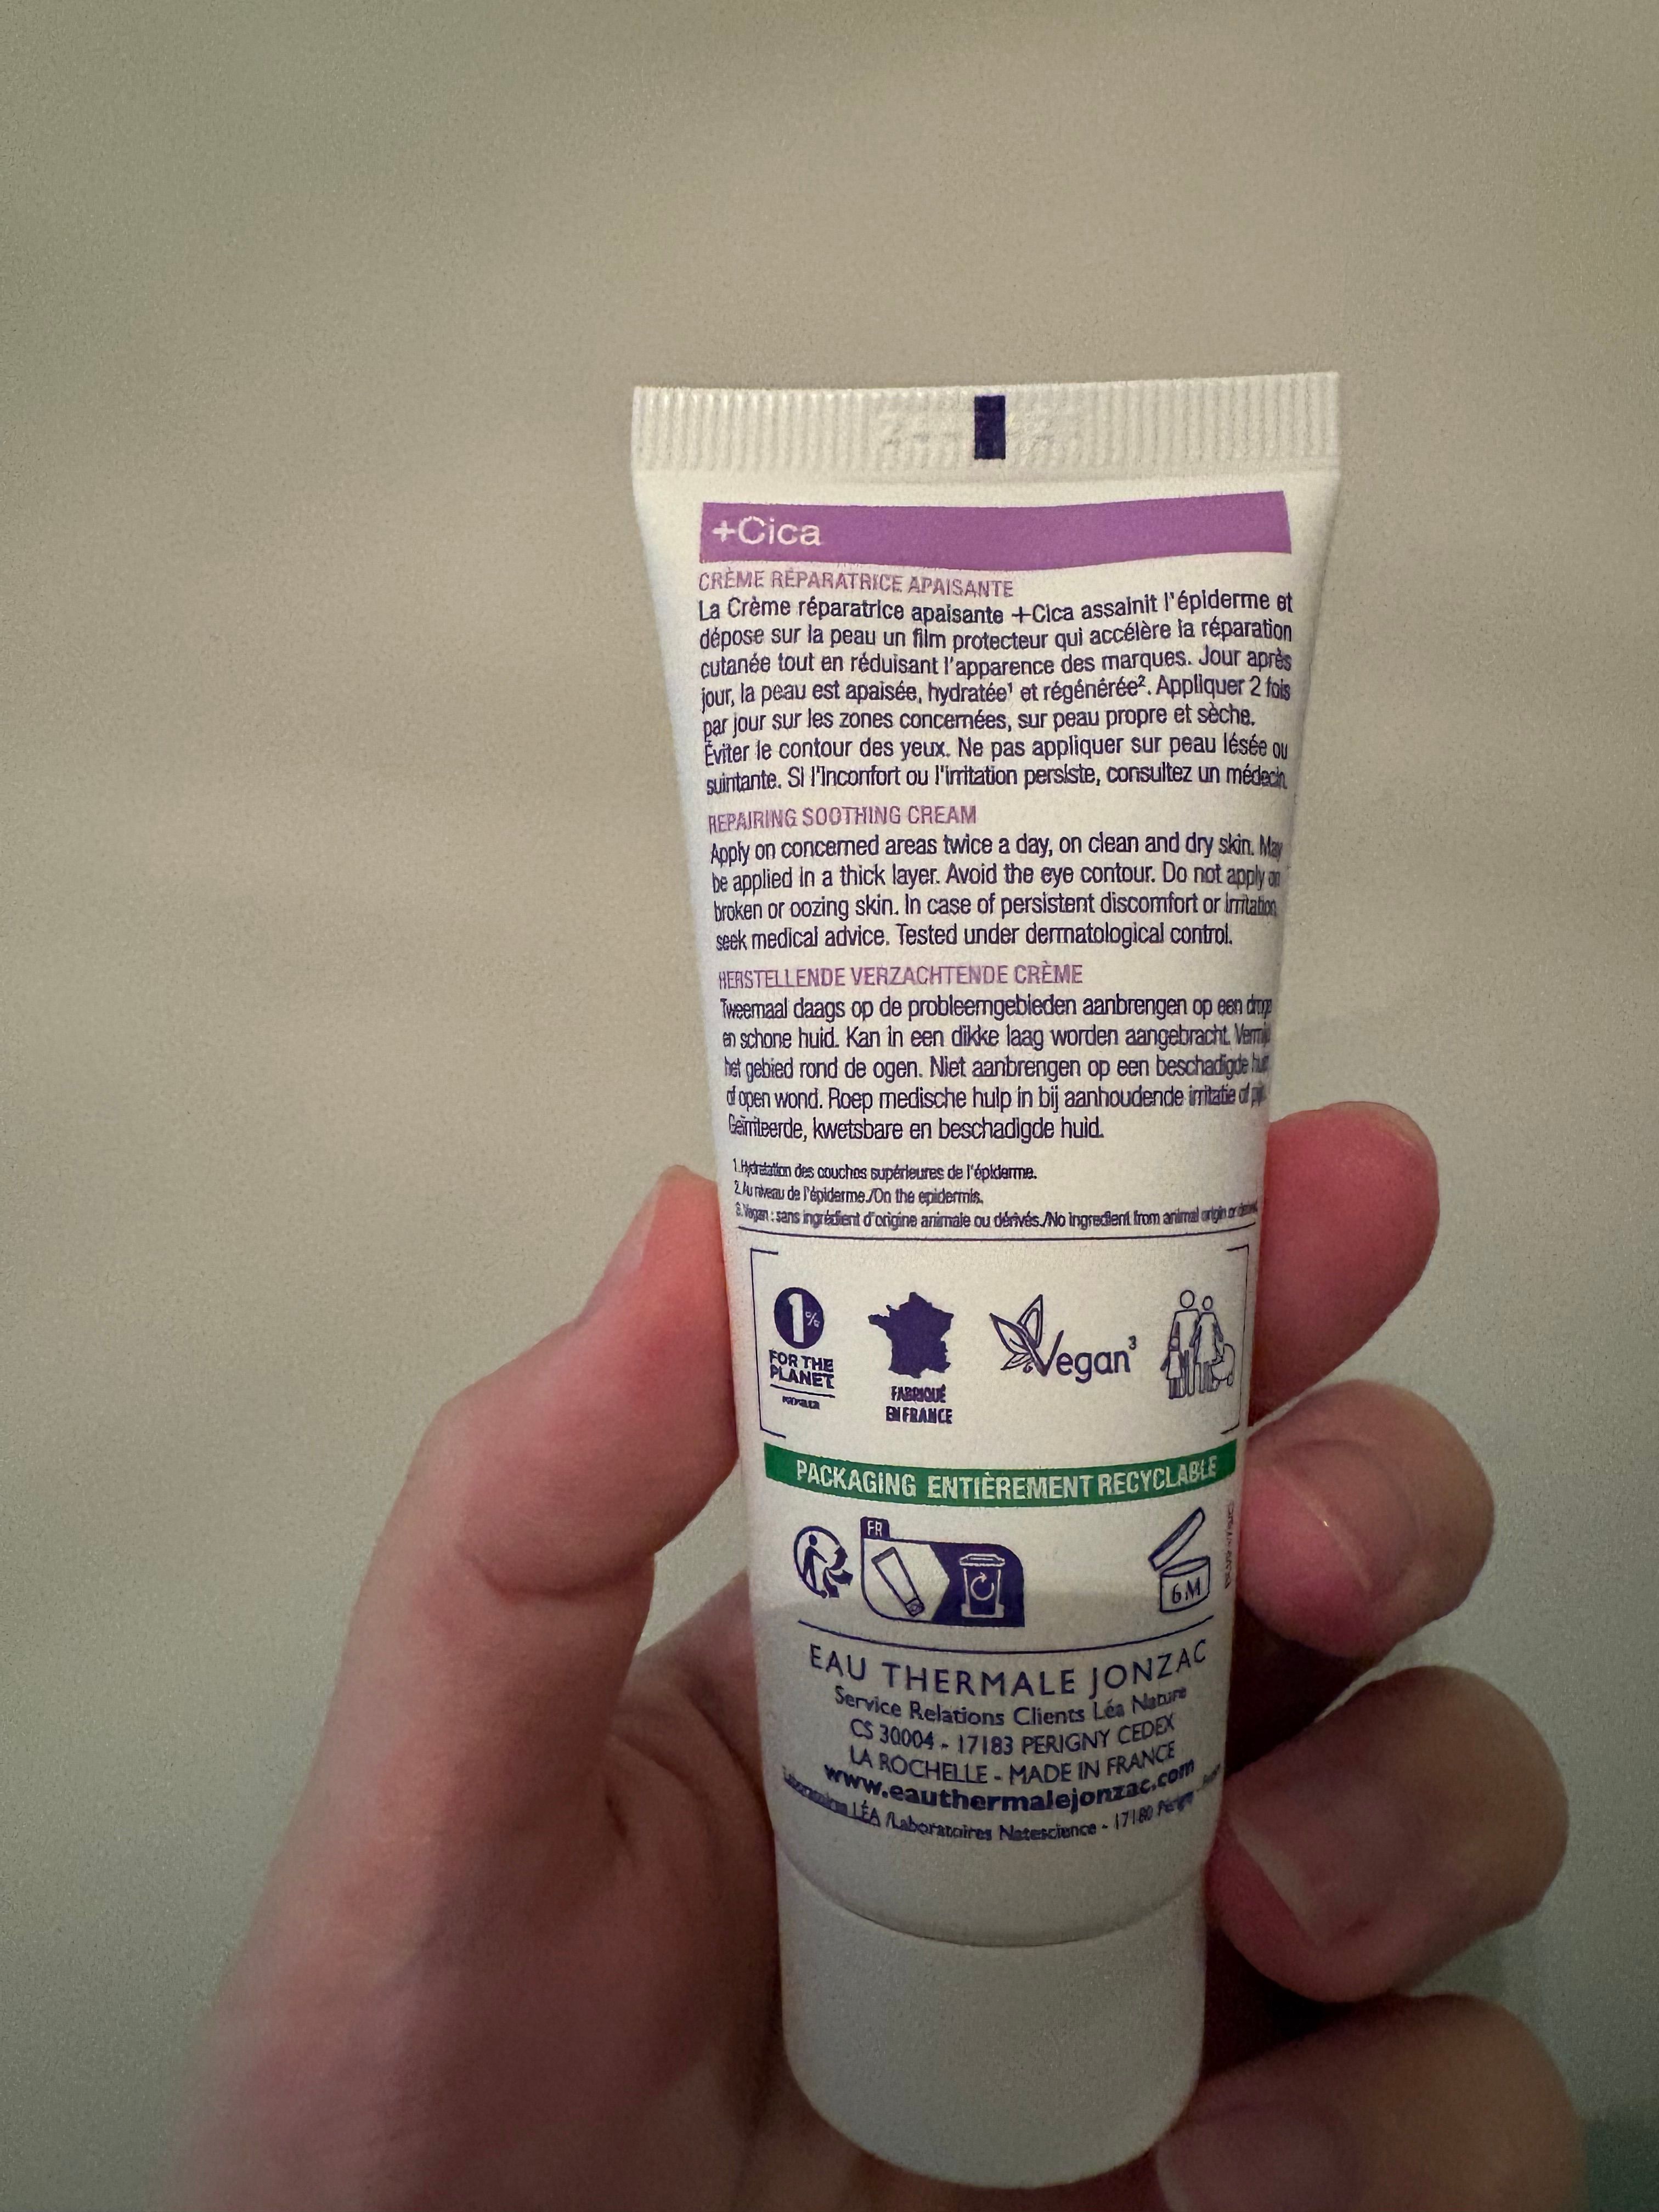 +Cica
CRÈME RÉPARATRICE APAISANTE
La Crème réparatrice apaisante +Cica assainit l'épiderme et
dépose sur la peau un film protecteur qui accélère la réparation
cutanée tout en réduisant l'apparence des marques. Jour après
jour, la peau est apaisée, hydratée¹ et régénérée². Appliquer 2 fois
par jour sur les zones concernées, sur peau propre et sèche.
Éviter le contour des yeux. Ne pas appliquer sur peau lésée ou
suintante. Si l'inconfort ou l'irritation persiste, consultez un médecin.
REPAIRING SOOTHING CREAM
Apply on concerned areas twice a day, on clean and dry skin. May
be applied in a thick layer. Avoid the eye contour. Do not apply on
broken or oozing skin. In case of persistent discomfort or irritation,
seek medical advice. Tested under dermatological control.
HERSTELLENDE VERZACHTENDE CRÈME
Tweemaal daags op de probleemgebieden aanbrengen op een droge
en schone huid. Kan in een dikke laag worden aangebracht. Vermijd
het gebied rond de ogen. Niet aanbrengen op een beschadigde huid
of open wond. Roep medische hulp in bij aanhoudende irritatie of
Geïrriteerde, kwetsbare en beschadigde huid.
1. Hydratation des couches supérieures de l'épiderme.
2. Au niveau de l'épiderme./On the epidermis.
3. Vegan : sans ingrédient d'origine animale ou dérivés./No ingredient from animal origin or
1%
FOR THE
PLANET
FABRIQUÉ
EN FRANCE
Vegan³
PACKAGING ENTIÈREMENT RECYCLABLE
FR
6M
EAU THERMALE JONZAC
Service Relations Clients Léa Nature
CS 30004 - 17183 PERIGNY CEDEX
LA ROCHELLE - MADE IN FRANCE
www.eauthermalejonzac.com
Laboratoires LÉA /Laboratoires Natescience - 17180 Périgny